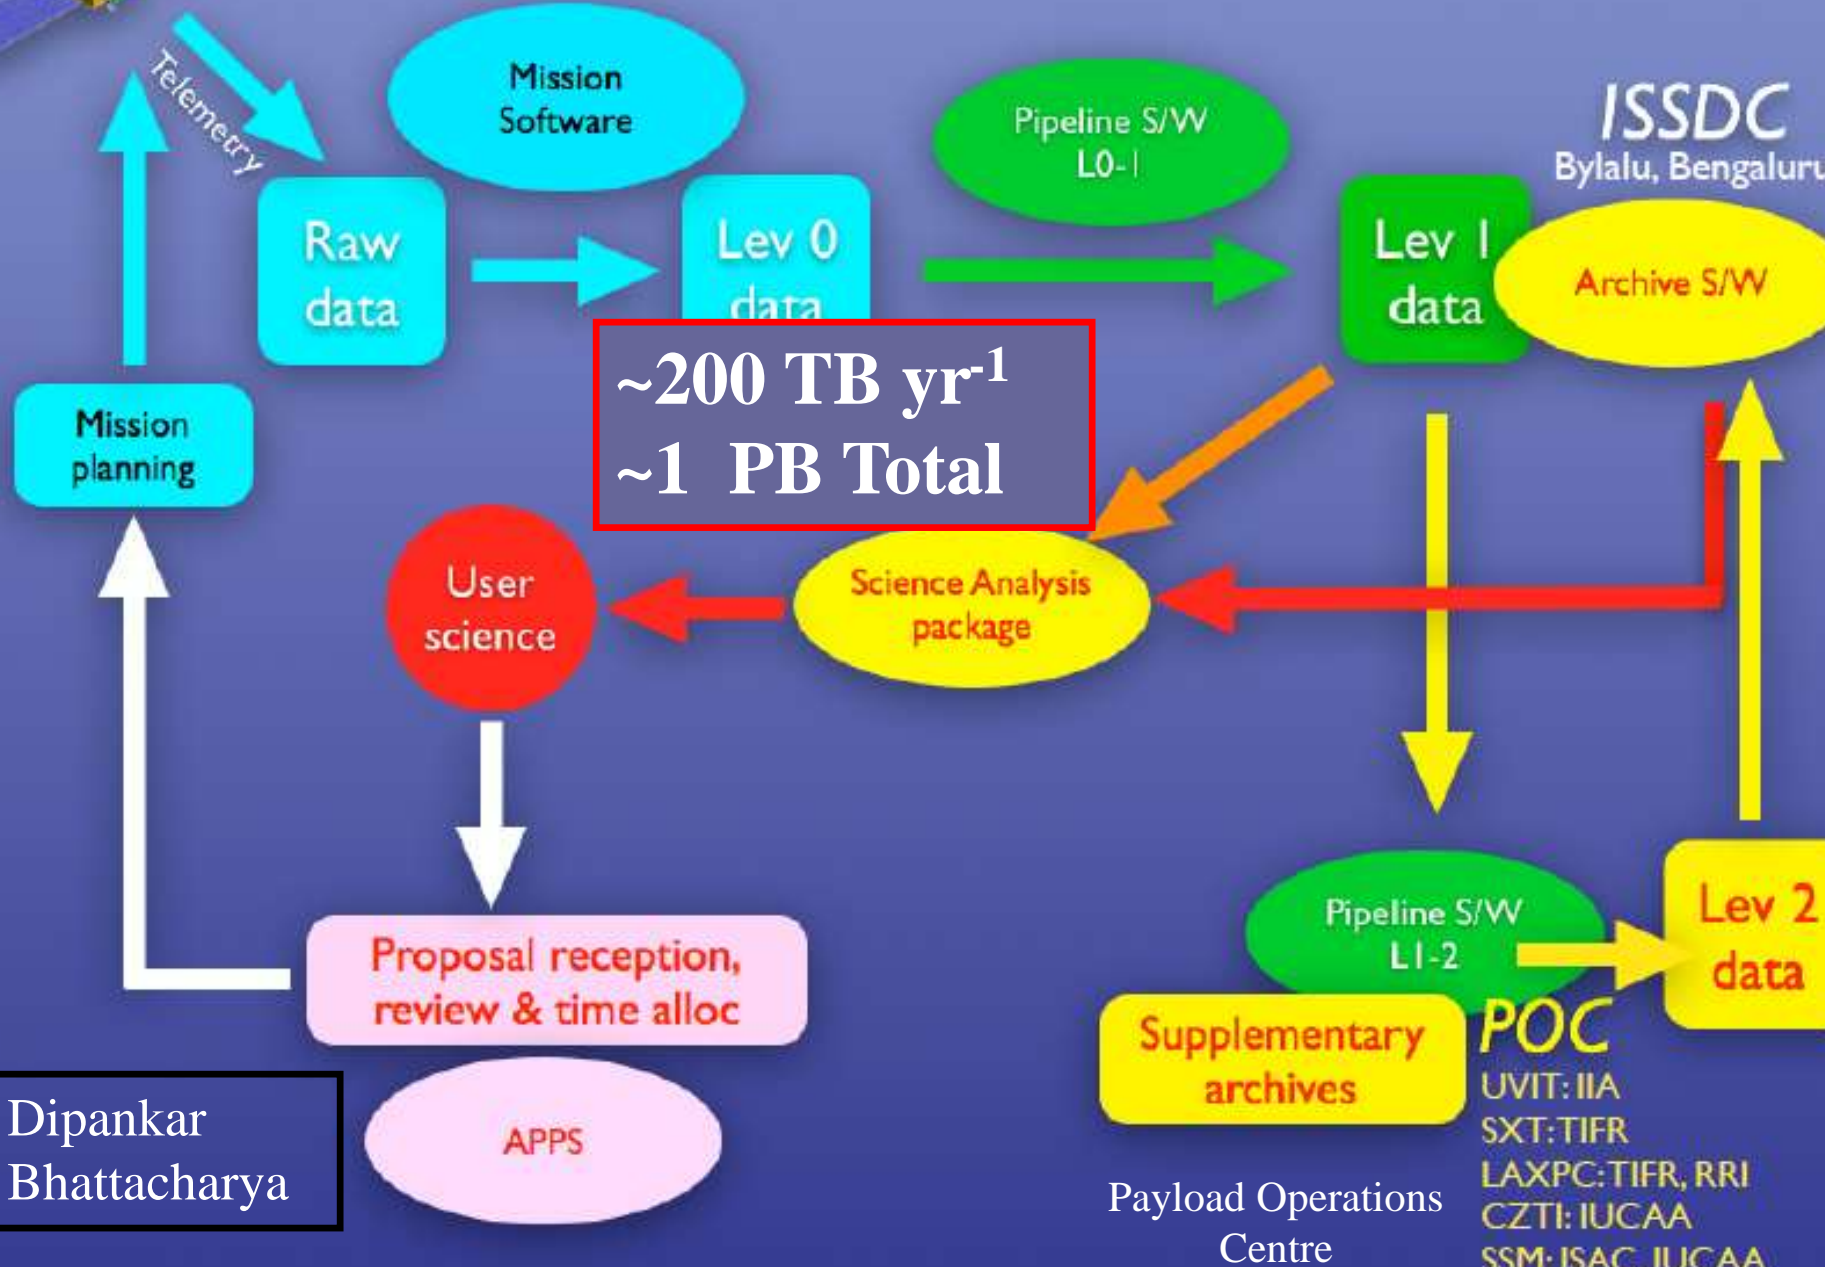 Telemetry
Mission
Software
Pipeline S/W
L0-1
ISSDC
Bylalu, Bengaluru
Raw
data
Lev 0
data
Lev 1
data
Archive S/W
~200 TB yr-1
~1 PB Total
Mission
planning
User
science
Science Analysis
package
Proposal reception,
review & time alloc
Pipeline S/W
L1-2
Lev 2
data
Supplementary
archives
POC
UVIT: IIA
SXT: TIFR
LAXPC: TIFR, RRI
CZTI: IUCAA
SSM: ISAC, IUCAA
Dipankar
Bhattacharya
APPS
Payload Operations
Centre